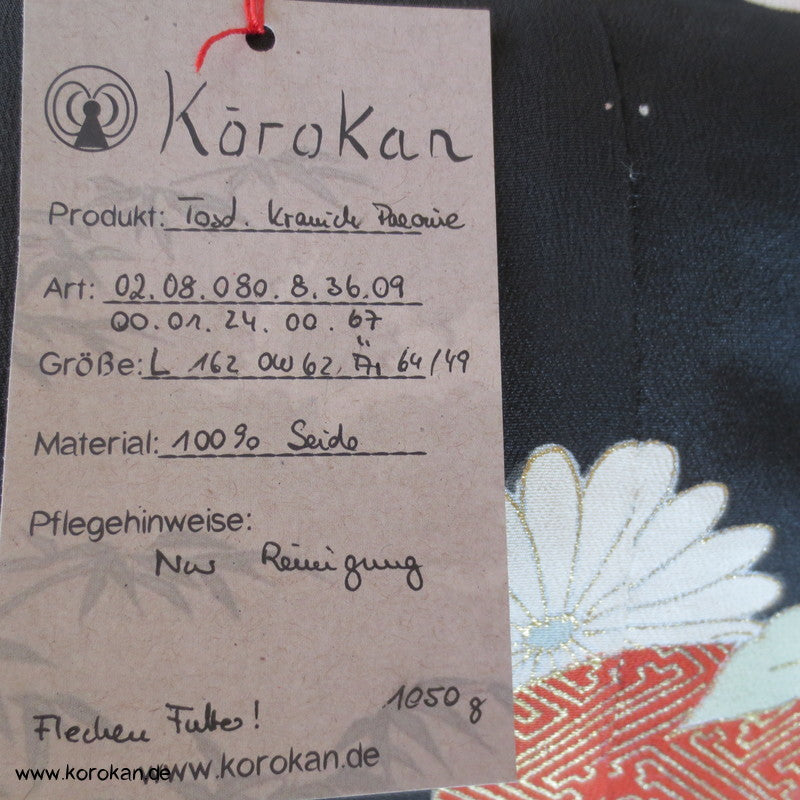 Kōrokan
Produkt: Tosd. Kranich Paeonie
Art: 02.08.080.8.36.09
00.01.24.00.67
Größe: L 162 OW 62, Ä, 64/49
Material: 100% Seide
Pflegehinweise:
Nur Reinigung
1050 g
Flecken Futter!
www.korokan.de
www.korokan.de